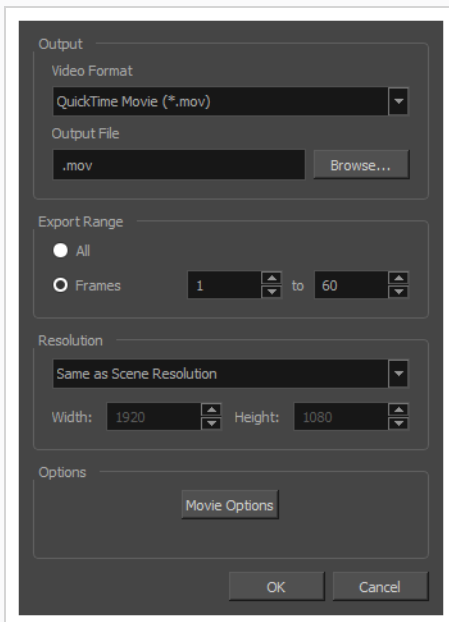 Output
Video Format
QuickTime Movie (*.mov)
Output File
.mov Browse...
Export Range
All
Frames 1 to 60
Resolution
Same as Scene Resolution
Width: 1920 Height: 1080
Options
Movie Options
OK Cancel